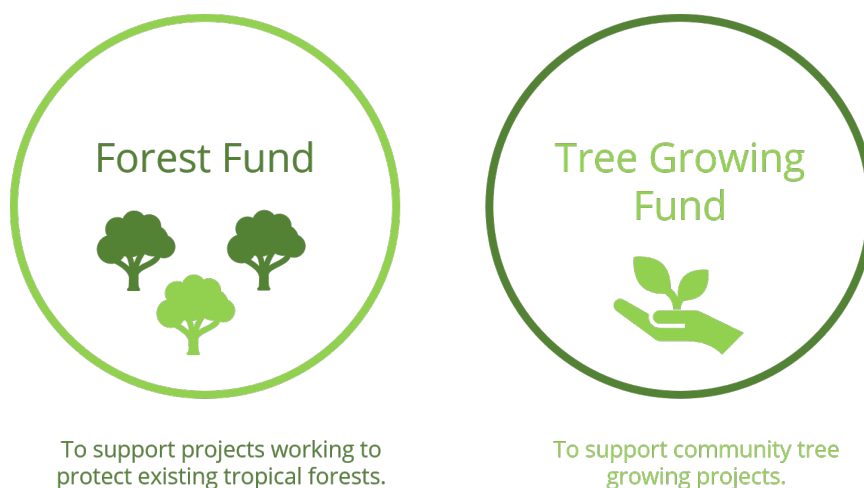 Forest Fund
To support projects working to
protect existing tropical forests.
Tree Growing
Fund
To support community tree
growing projects.